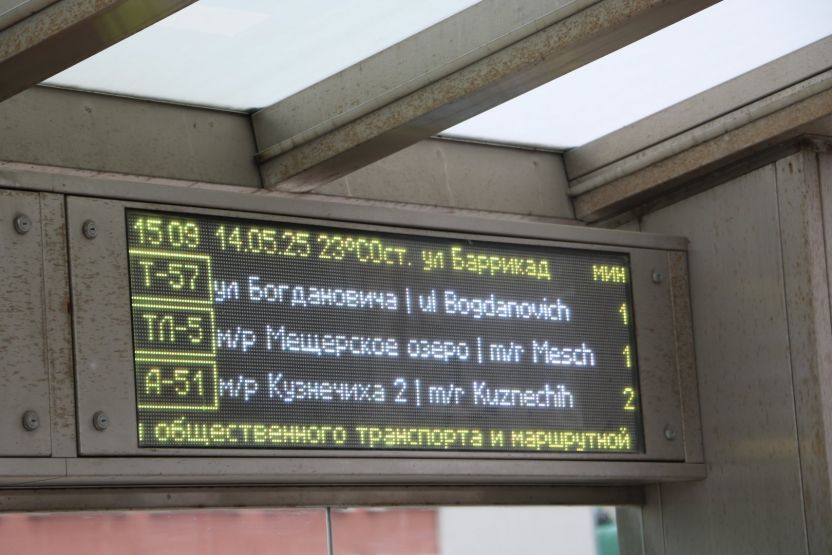 15:09 14.05.25 23°C Ост. ул Баррикад мин
Т-57 ул Богдановича | ul Bogdanovich 1
ТЛ-5 м/р Мещерское озеро | m/r Mesch 1
А-51 м/р Кузнечиха 2 | m/r Kuznechih 2
общественного транспорта и маршрутной